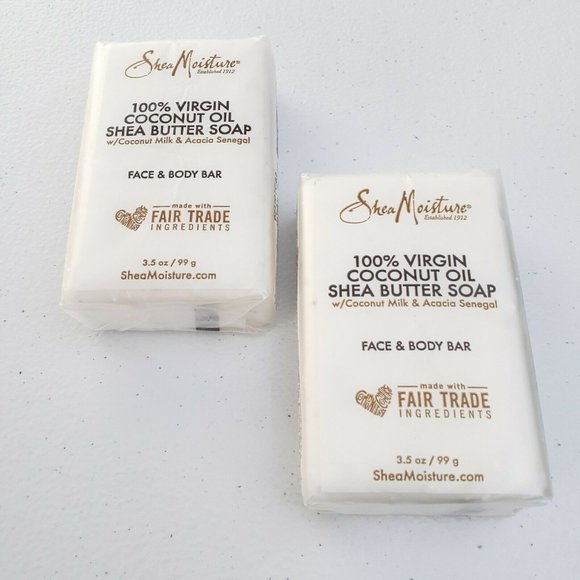 SheaMoisture®
Established 1912
100% VIRGIN
COCONUT OIL
SHEA BUTTER SOAP
w/Coconut Milk & Acacia Senegal
FACE & BODY BAR
made with
FAIR TRADE
INGREDIENTS
3.5 oz / 99 g
SheaMoisture.com
SheaMoisture®
Established 1912
100% VIRGIN
COCONUT OIL
SHEA BUTTER SOAP
w/Coconut Milk & Acacia Senegal
FACE & BODY BAR
made with
FAIR TRADE
INGREDIENTS
3.5 oz / 99 g
SheaMoisture.com